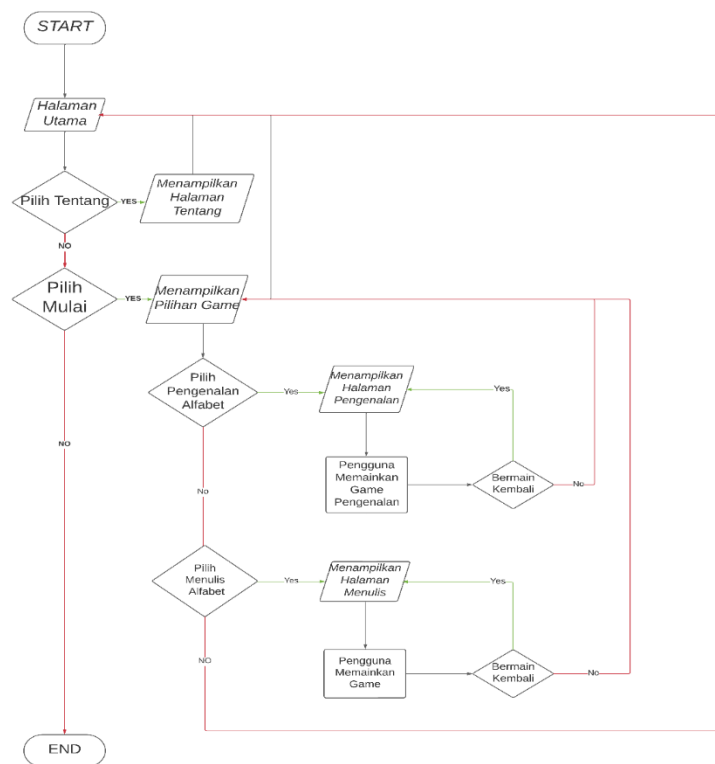 START
Halaman
Utama
Pilih Tentang
YES
Menampilkan
Halaman
Tentang
NO
Pilih
Mulai
YES
Menampilkan
Pilihan Game
Pilih
Pengenalan
Alfabet
Yes
Menampilkan
Halaman
Pengenalan
Yes
NO
Pengguna
Memainkan
Game
Pengenalan
Bermain
Kembali
No
No
Pilih
Menulis
Alfabet
Yes
Menampilkan
Halaman
Menulis
Yes
NO
Pengguna
Memainkan
Game
Bermain
Kembali
No
END